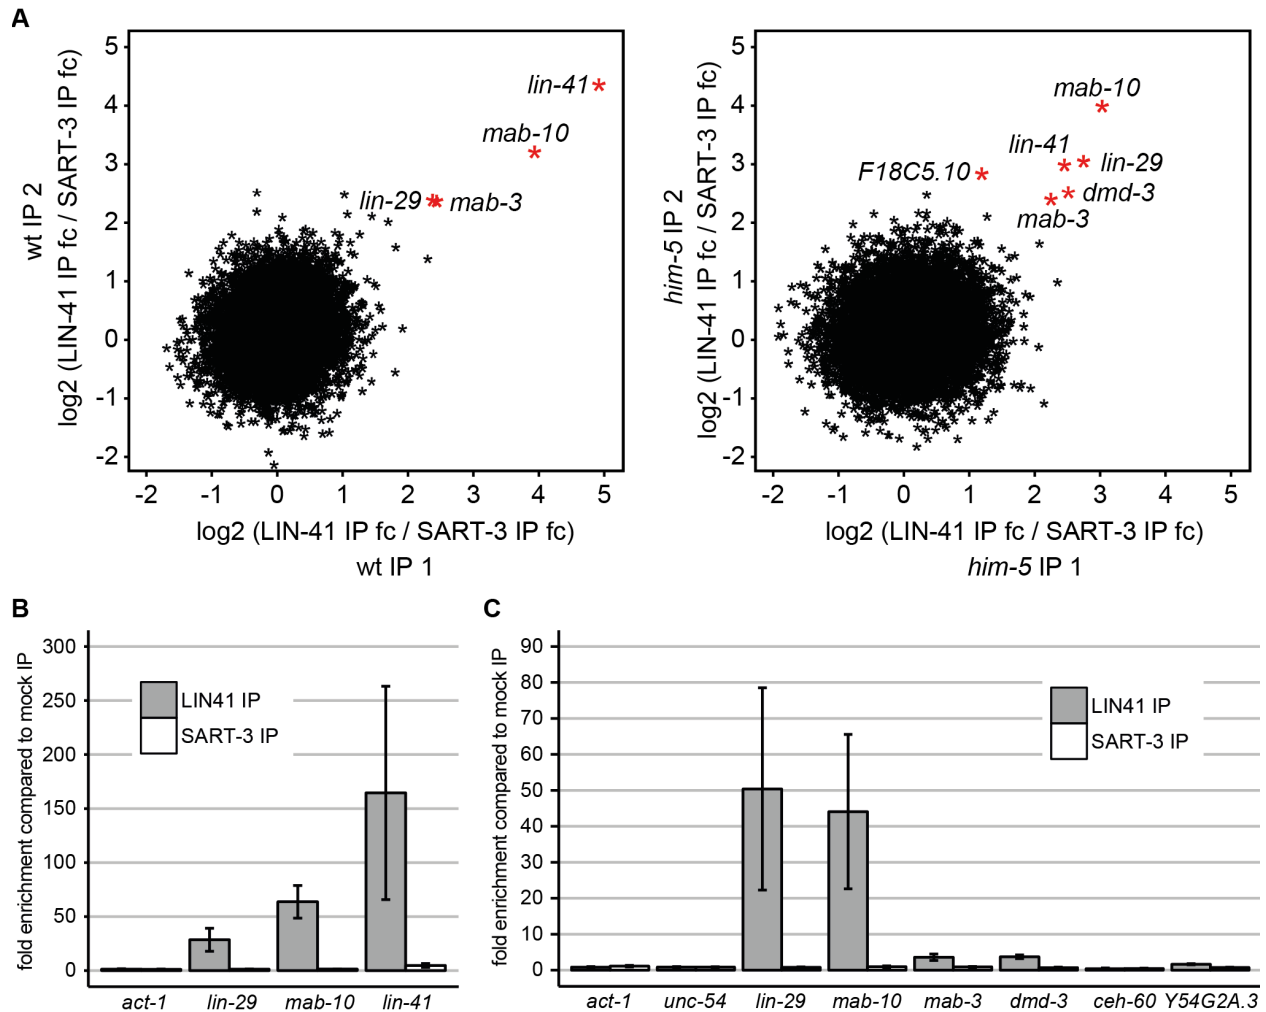 A
wt IP 2
log2 (LIN-41 IP fc / SART-3 IP fc)
5
4
3
2
1
0
-1
-2
lin-41
mab-10
lin-29
mab-3
-2 -1 0 1 2 3 4 5
log2 (LIN-41 IP fc / SART-3 IP fc)
wt IP 1
him-5 IP 2
log2 (LIN-41 IP fc / SART-3 IP fc)
5
4
3
2
1
0
-1
-2
mab-10
lin-41
lin-29
F18C5.10
dmd-3
mab-3
-2 -1 0 1 2 3 4 5
log2 (LIN-41 IP fc / SART-3 IP fc)
him-5 IP 1
B
fold enrichment compared to mock IP
300
250
200
150
100
50
0
LIN41 IP
SART-3 IP
act-1 lin-29 mab-10 lin-41
C
fold enrichment compared to mock IP
90
80
70
60
50
40
30
20
10
0
LIN41 IP
SART-3 IP
act-1 unc-54 lin-29 mab-10 mab-3 dmd-3 ceh-60 Y54G2A.3